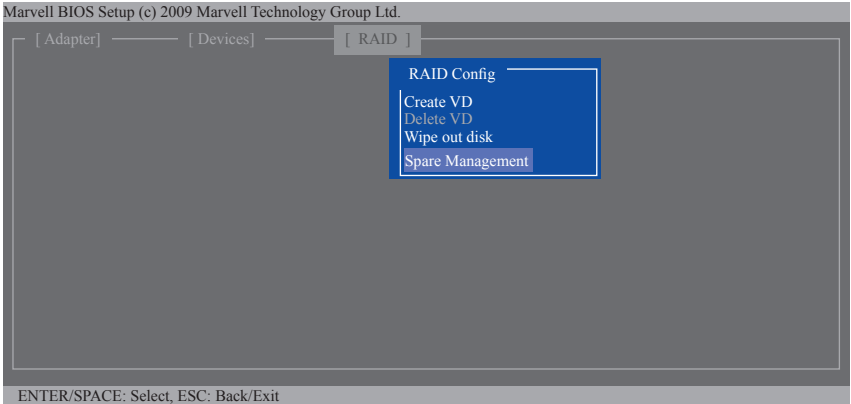 Marvell BIOS Setup (c) 2009 Marvell Technology Group Ltd.
[ Adapter] [ Devices] [ RAID ]
RAID Config
Create VD
Delete VD
Wipe out disk
Spare Management
ENTER/SPACE: Select, ESC: Back/Exit